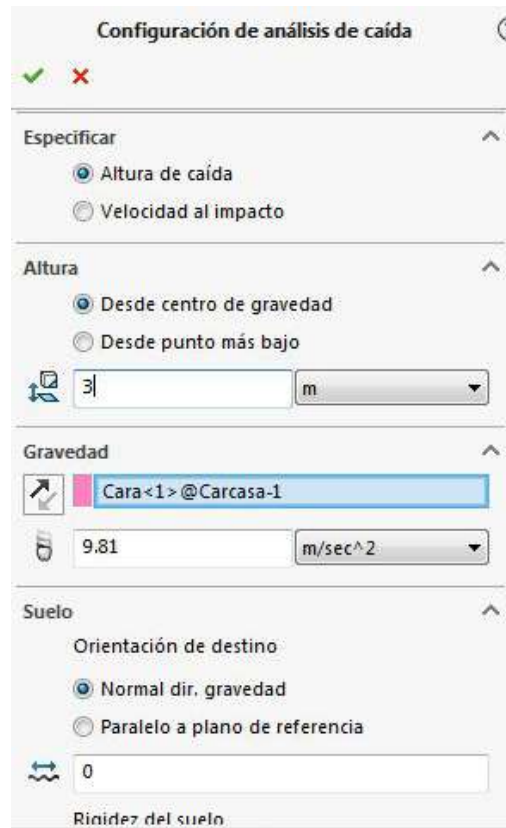 Configuración de análisis de caída
Especificar
Altura de caída
Velocidad al impacto
Altura
Desde centro de gravedad
Desde punto más bajo
3 m
Gravedad
Cara<1>@Carcasa-1
9.81 m/sec^2
Suelo
Orientación de destino
Normal dir. gravedad
Paralelo a plano de referencia
0
Rigidez del suelo